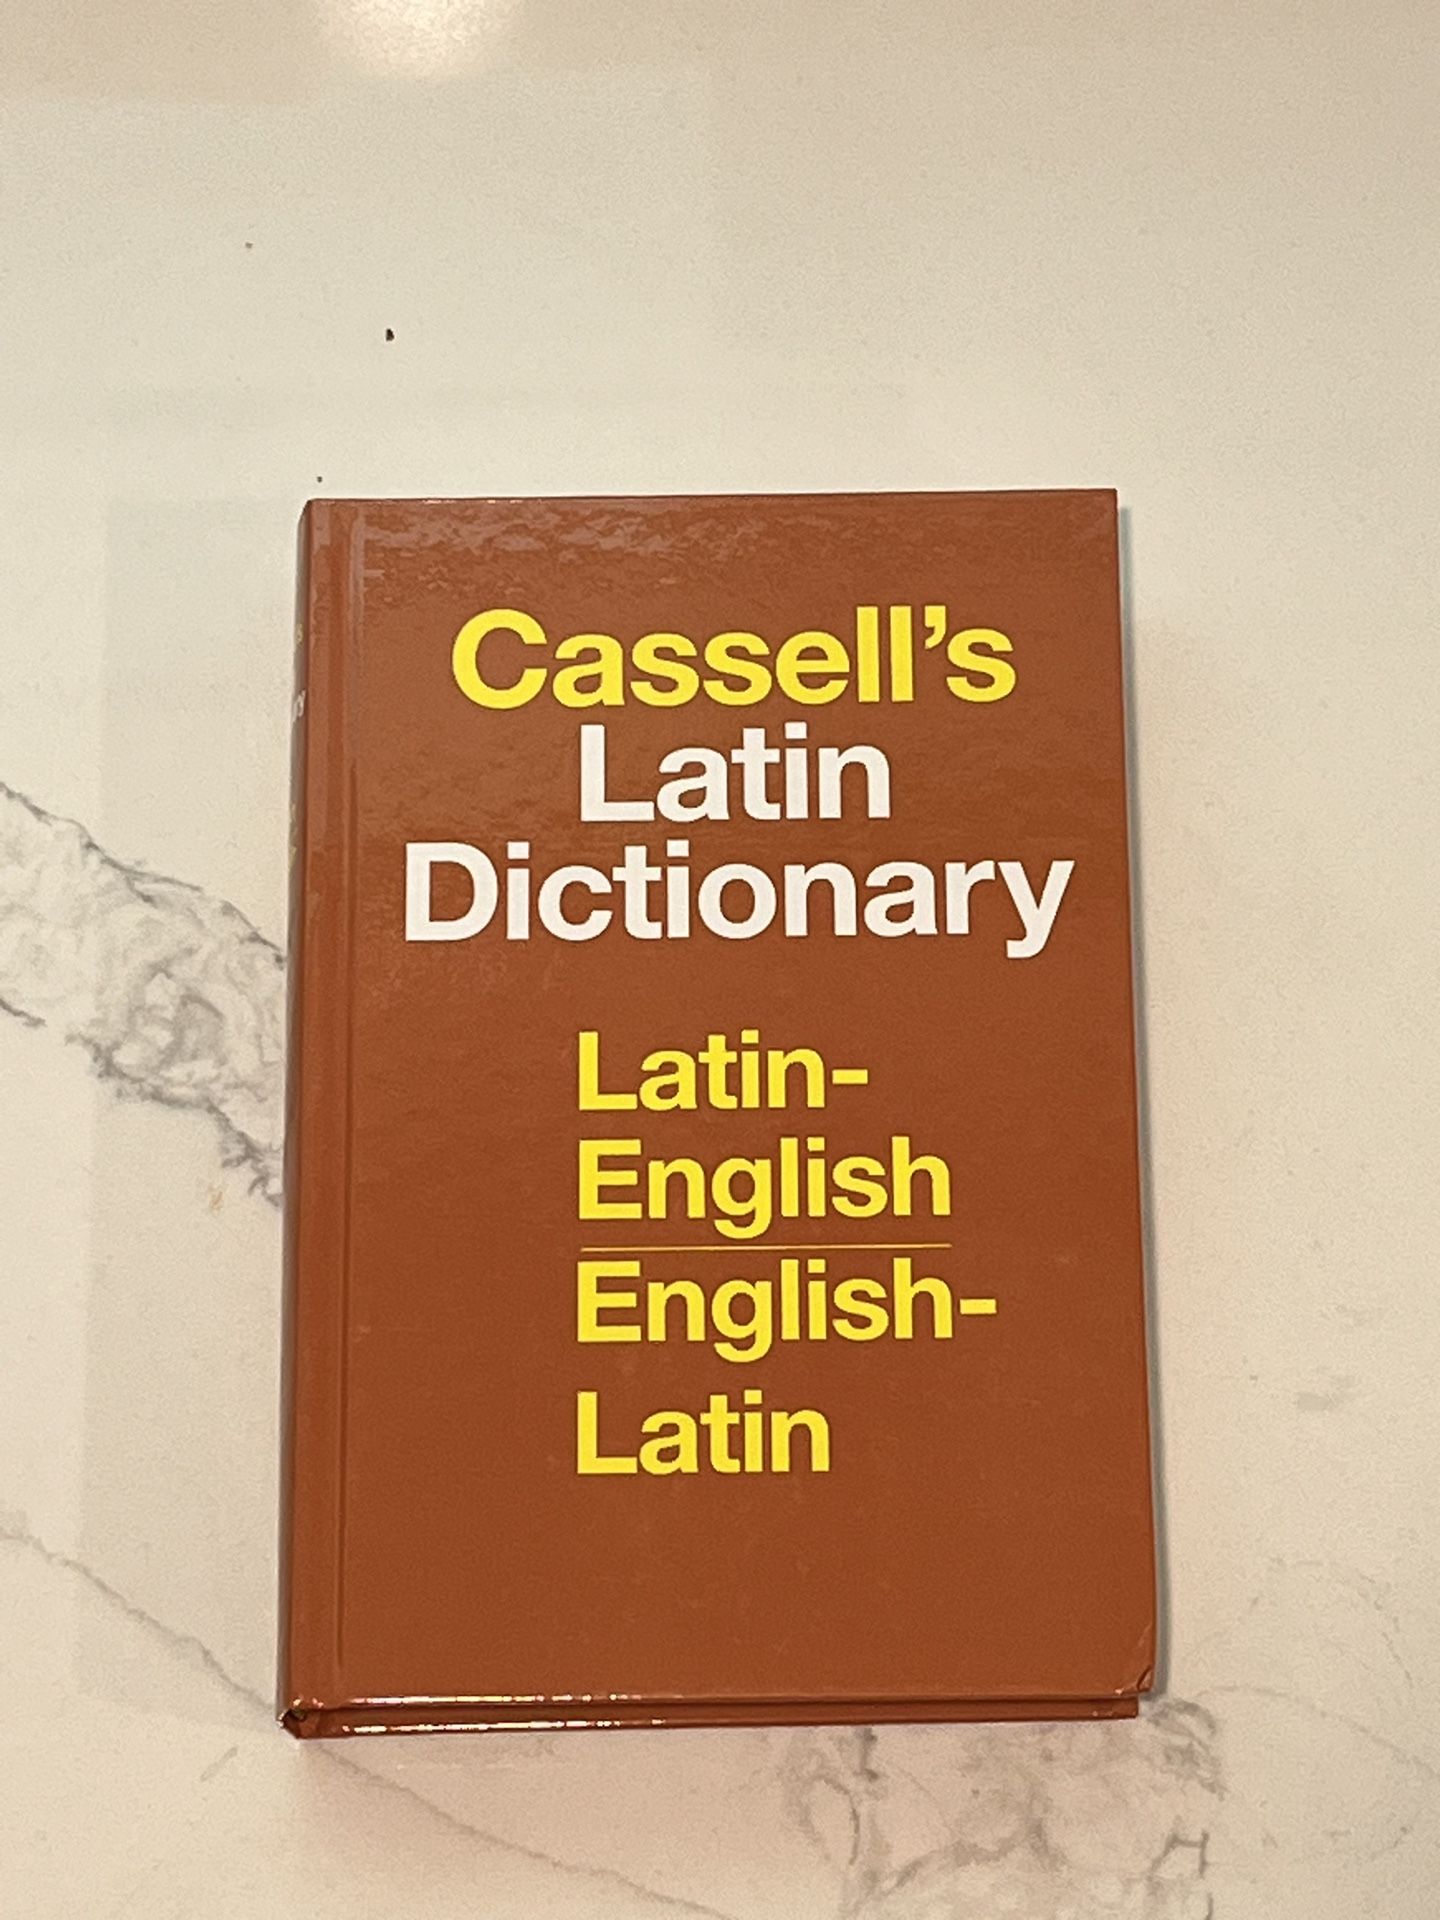 Cassell’s
Latin
Dictionary
Latin-
English
English-
Latin